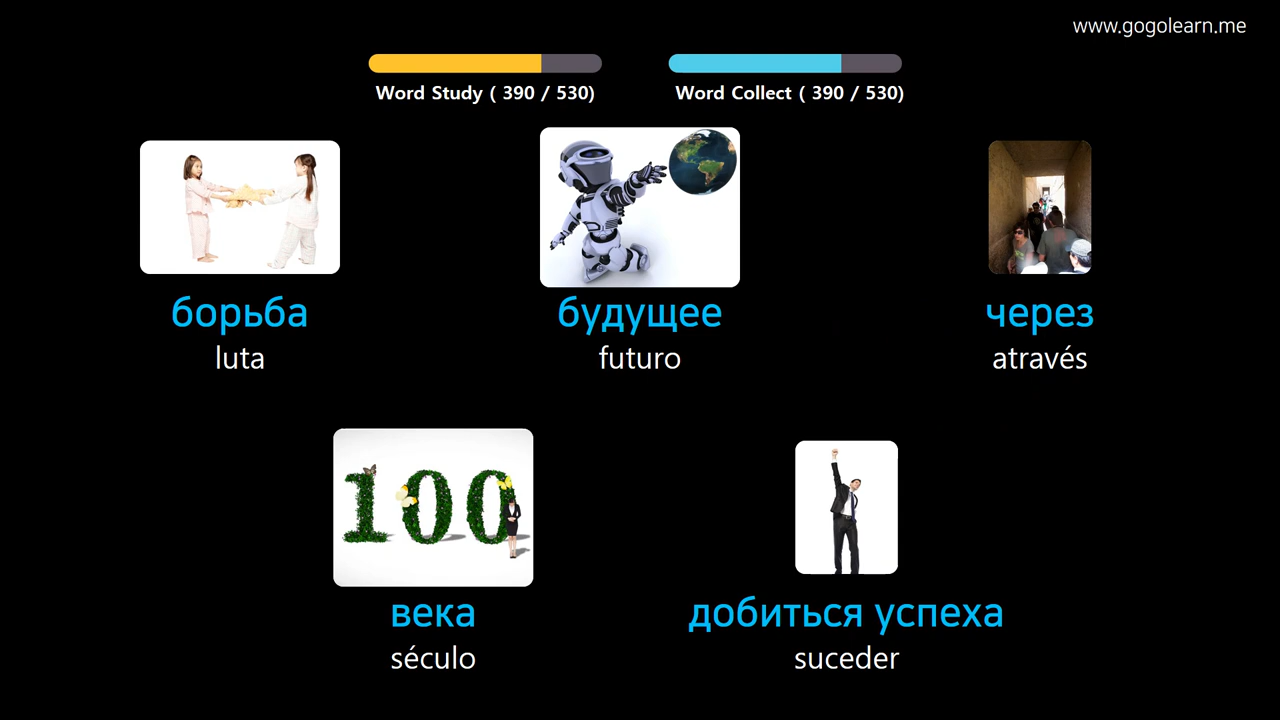 www.gogolearn.me
Word Study ( 390 / 530)
Word Collect ( 390 / 530)
борьба
luta
будущее
futuro
через
através
100
века
século
добиться успеха
suceder